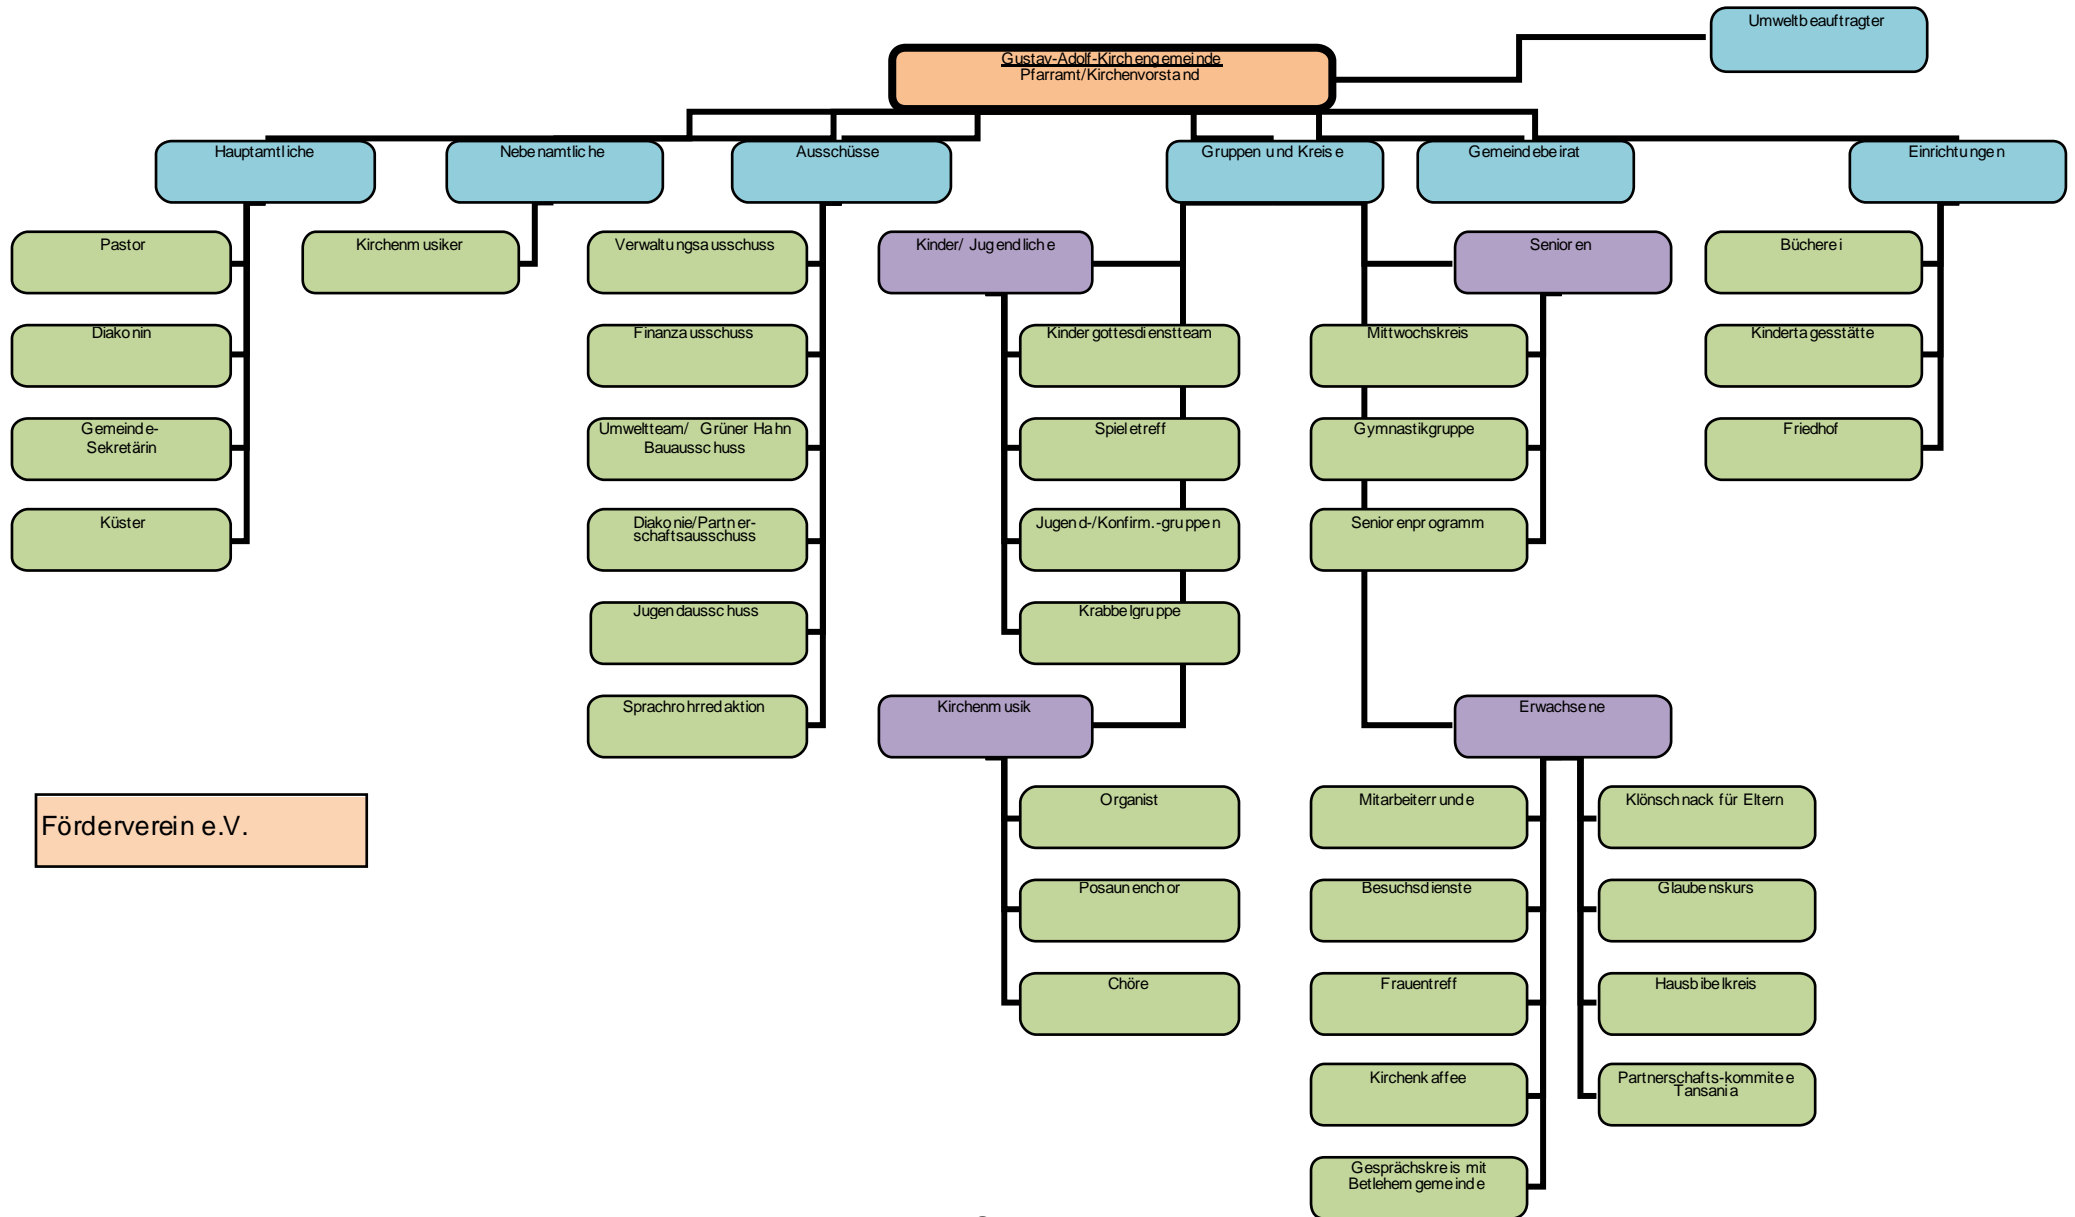 Umweltbeauftragter
Gustav-Adolf-Kirchengemeinde
Pfarramt/Kirchenvorstand
Hauptamtliche
Nebenamtliche
Ausschüsse
Gruppen und Kreise
Gemeindebeirat
Einrichtungen
Pastor
Kirchenmusiker
Verwaltungsausschuss
Kinder/ Jugendliche
Senioren
Bücherei
Diakonin
Finanzausschuss
Kindergottesdienstteam
Mittwochskreis
Kindertagesstätte
Gemeinde-
Sekretärin
Umweltteam/ Grüner Hahn
Bauausschuss
Spieletreff
Gymnastikgruppe
Friedhof
Küster
Diakonie/Partner-
schaftsausschuss
Jugend-/Konfirm.-gruppen
Seniorenprogramm
Jugendausschuss
Krabbelgruppe
Sprachrohrredaktion
Kirchenmusik
Erwachsene
Förderverein e.V.
Organist
Mitarbeiterrunde
Klönschnack für Eltern
Posaunenchor
Besuchsdienste
Glaubenskurs
Chöre
Frauentreff
Hausbibelkreis
Kirchenkaffee
Partnerschafts-kommitee
Tansania
Gesprächskreis mit
Betlehemgemeinde